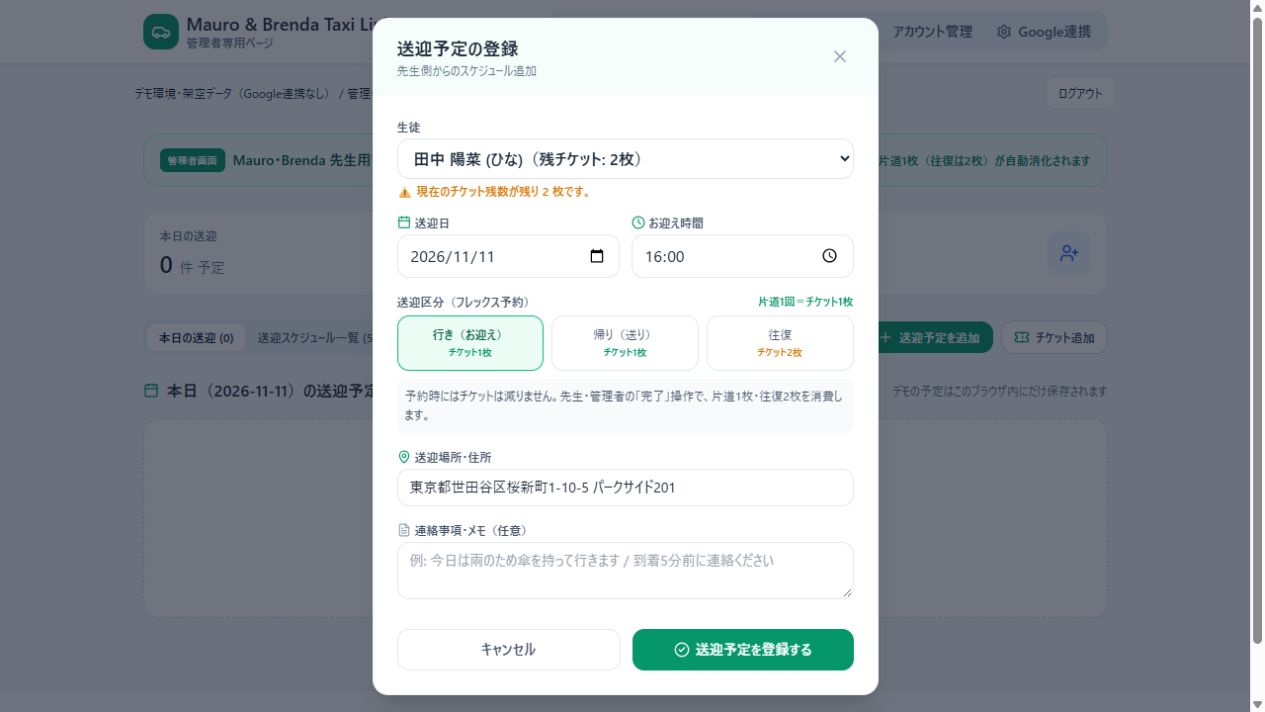 Mauro & Brenda Taxi Li
管理者専用ページ
アカウント管理
Google連携
デモ環境・架空データ（Google連携なし） / 管理
ログアウト
管理者画面
Mauro・Brenda 先生用
片道1枚（往復は2枚）が自動消化されます
本日の送迎
0 件 予定
本日の送迎 (0)
送迎スケジュール一覧 (5
送迎予定を追加
チケット追加
本日（2026-11-11）の送迎予定
デモの予定はこのブラウザ内にだけ保存されます
送迎予定の登録
先生側からのスケジュール追加
生徒
田中 陽菜 (ひな)（残チケット: 2枚）
現在のチケット残数が残り 2 枚です。
送迎日
お迎え時間
2026/11/11
16:00
送迎区分（フレックス予約）
片道1回＝チケット1枚
行き（お迎え）
チケット1枚
帰り（送り）
チケット1枚
往復
チケット2枚
予約時にはチケットは減りません。先生・管理者の「完了」操作で、片道1枚・往復2枚を消費し
ます。
送迎場所・住所
東京都世田谷区桜新町1-10-5 パークサイド201
連絡事項・メモ（任意）
例: 今日は雨のため傘を持って行きます / 到着5分前に連絡ください
キャンセル
送迎予定を登録する